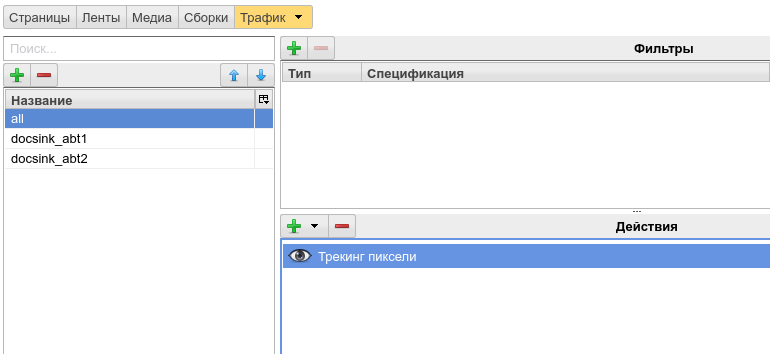 Страницы Ленты Медиа Сборки Трафик
Поиск...
Фильтры
Тип Спецификация
Название
all
docsink_abt1
docsink_abt2
Действия
Трекинг пиксели